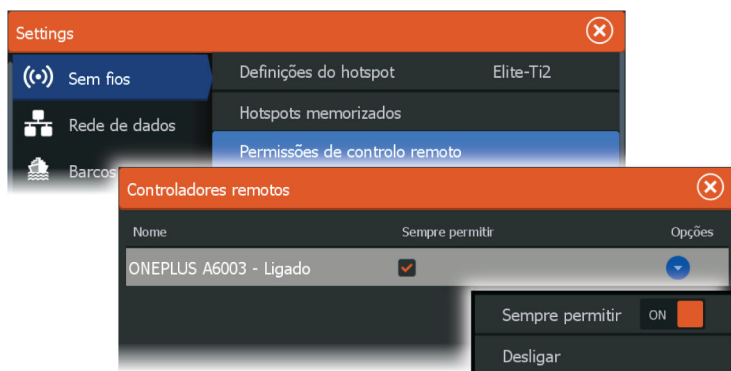 Settings
Sem fios
Definições do hotspot Elite-Ti2
Rede de dados
Hotspots memorizados
Permissões de controlo remoto
Barcos
Controladores remotos
Nome Sempre permitir Opções
ONEPLUS A6003 - Ligado
Sempre permitir ON
Desligar